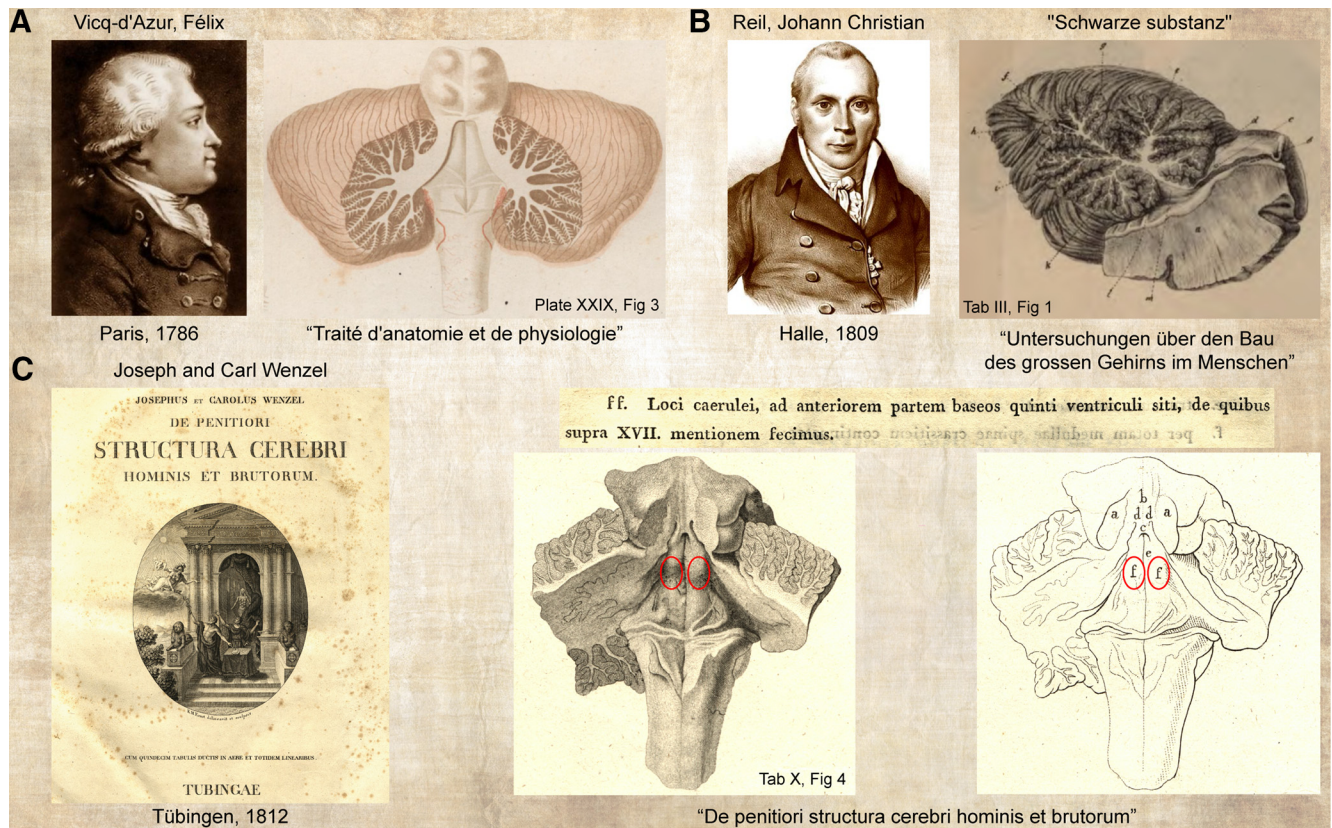 A
Vicq-d'Azur, Félix
Plate XXIX, Fig 3
Paris, 1786
“Traité d'anatomie et de physiologie”
B
Reil, Johann Christian
"Schwarze substanz"
Tab III, Fig 1
Halle, 1809
“Untersuchungen über den Bau
des grossen Gehirns im Menschen”
C
Joseph and Carl Wenzel
JOSEPHUS ET CAROLUS WENZEL
DE PENITIORI
STRUCTURA CEREBRI
HOMINIS ET BRUTORUM.
CUM QUINDECIM TABULIS DUCTIS IN AERE ET TOTIDEM LINEARIBUS.
TUBINGAE
Tübingen, 1812
ff. Loci caerulei, ad anteriorem partem baseos quinti ventriculi siti, de quibus
supra XVII. mentionem fecimus.
Tab X, Fig 4
b
a d d a
c
e
f f
“De penitiori structura cerebri hominis et brutorum”